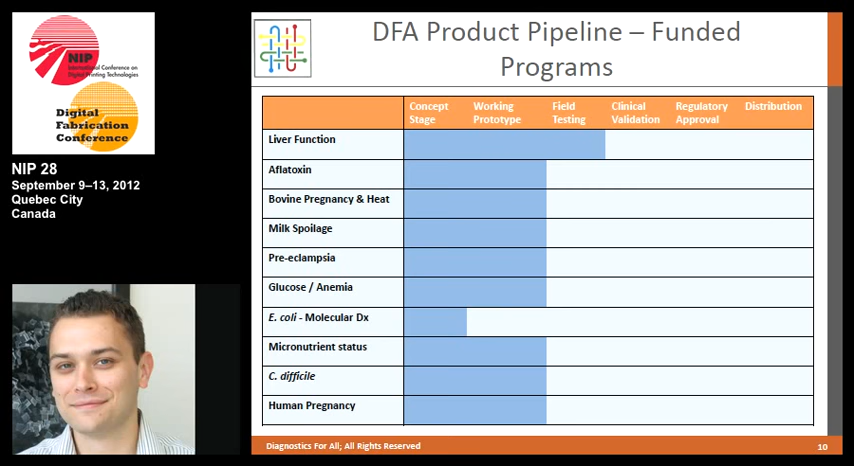 NIP
International Conference on
Digital Printing Technologies
Digital
Fabrication
Conference
NIP 28
September 9–13, 2012
Quebec City
Canada
DFA Product Pipeline – Funded
Programs
Concept Stage
Working Prototype
Field Testing
Clinical Validation
Regulatory Approval
Distribution
Liver Function
Aflatoxin
Bovine Pregnancy & Heat
Milk Spoilage
Pre-eclampsia
Glucose / Anemia
E. coli - Molecular Dx
Micronutrient status
C. difficile
Human Pregnancy
Diagnostics For All; All Rights Reserved
10